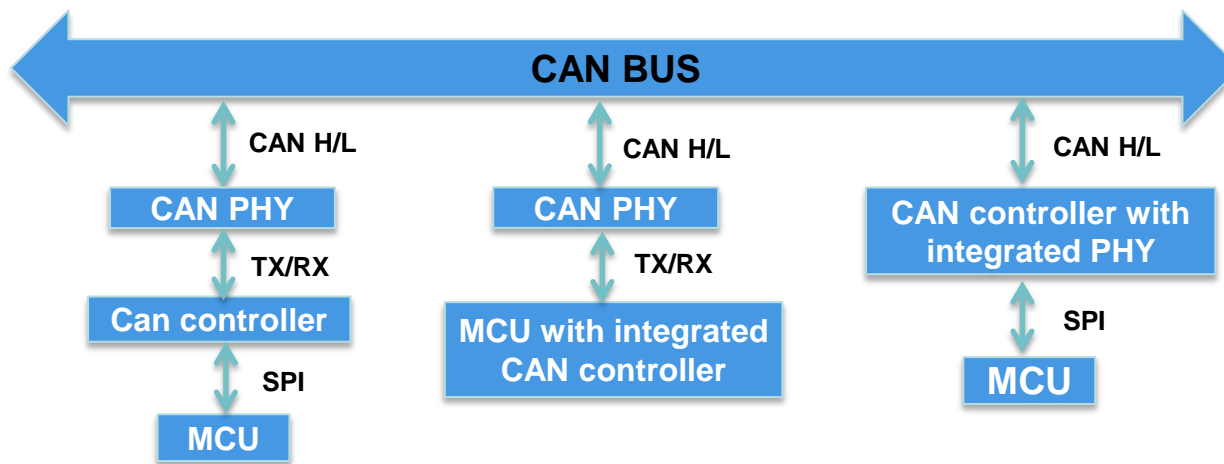 CAN BUS
CAN H/L
CAN PHY
TX/RX
Can controller
SPI
MCU
CAN H/L
CAN PHY
TX/RX
MCU with integrated
CAN controller
CAN H/L
CAN controller with
integrated PHY
SPI
MCU